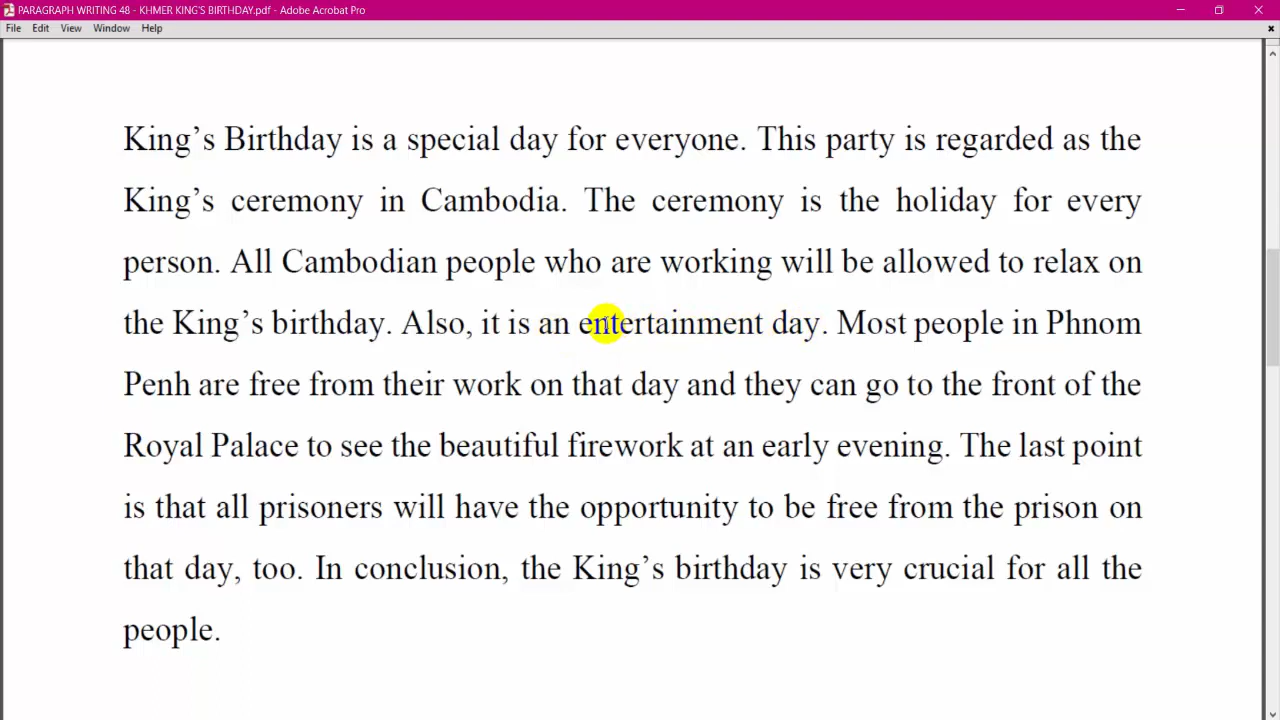 PARAGRAPH WRITING 48 - KHMER KING'S BIRTHDAY.pdf - Adobe Acrobat Pro
File Edit View Window Help
King’s Birthday is a special day for everyone. This party is regarded as the
King’s ceremony in Cambodia. The ceremony is the holiday for every
person. All Cambodian people who are working will be allowed to relax on
the King’s birthday. Also, it is an entertainment day. Most people in Phnom
Penh are free from their work on that day and they can go to the front of the
Royal Palace to see the beautiful firework at an early evening. The last point
is that all prisoners will have the opportunity to be free from the prison on
that day, too. In conclusion, the King’s birthday is very crucial for all the
people.